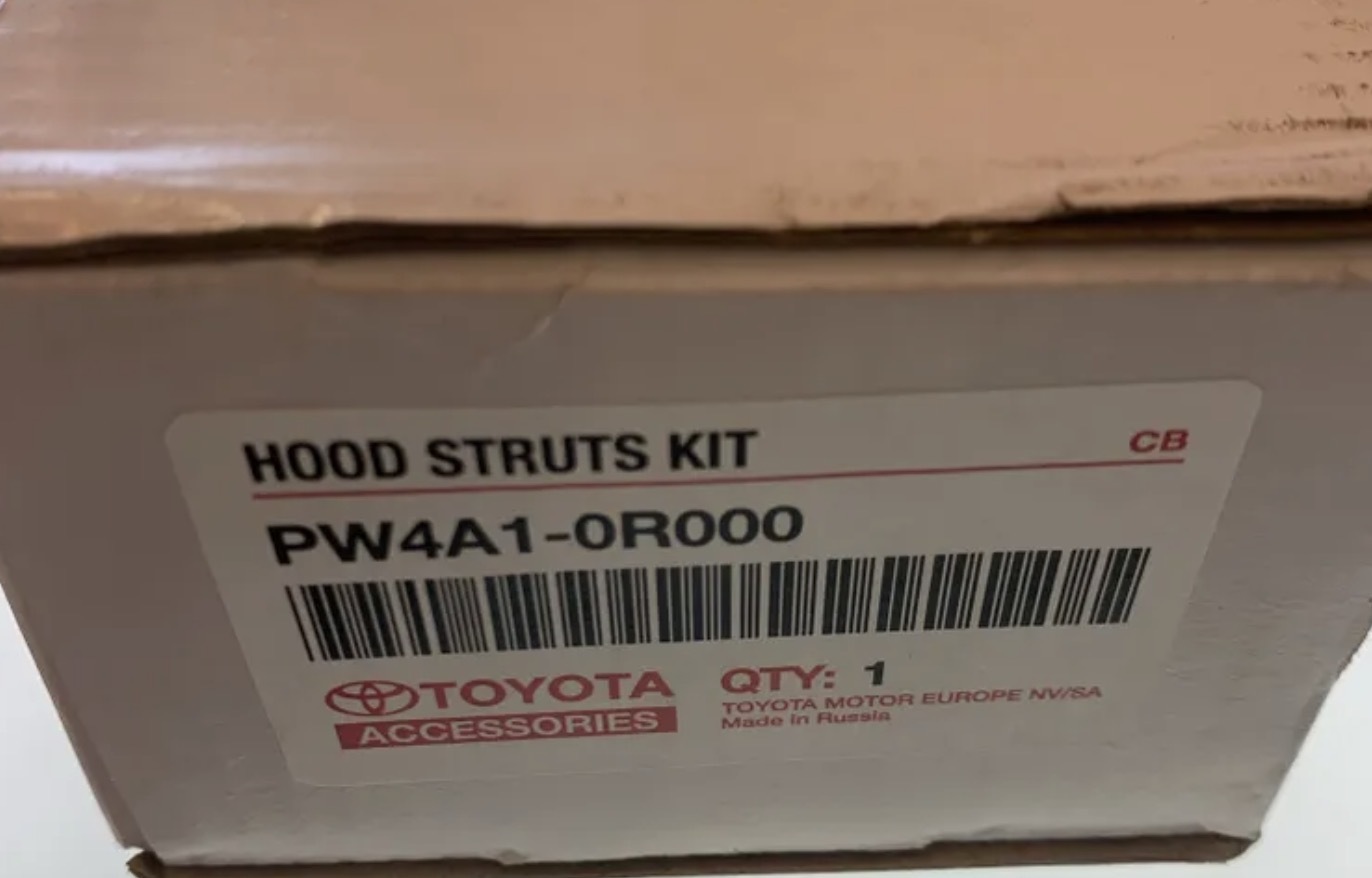 HOOD STRUTS KIT CB
PW4A1-0R000
TOYOTA QTY: 1
ACCESSORIES TOYOTA MOTOR EUROPE NV/SA
Made in Russia